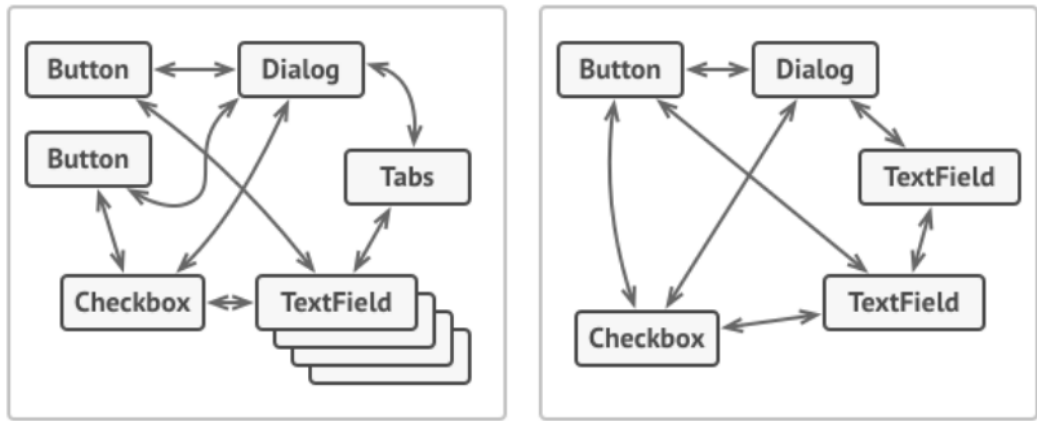 Button
Dialog
Button
Tabs
Checkbox
TextField
Button
Dialog
TextField
TextField
Checkbox